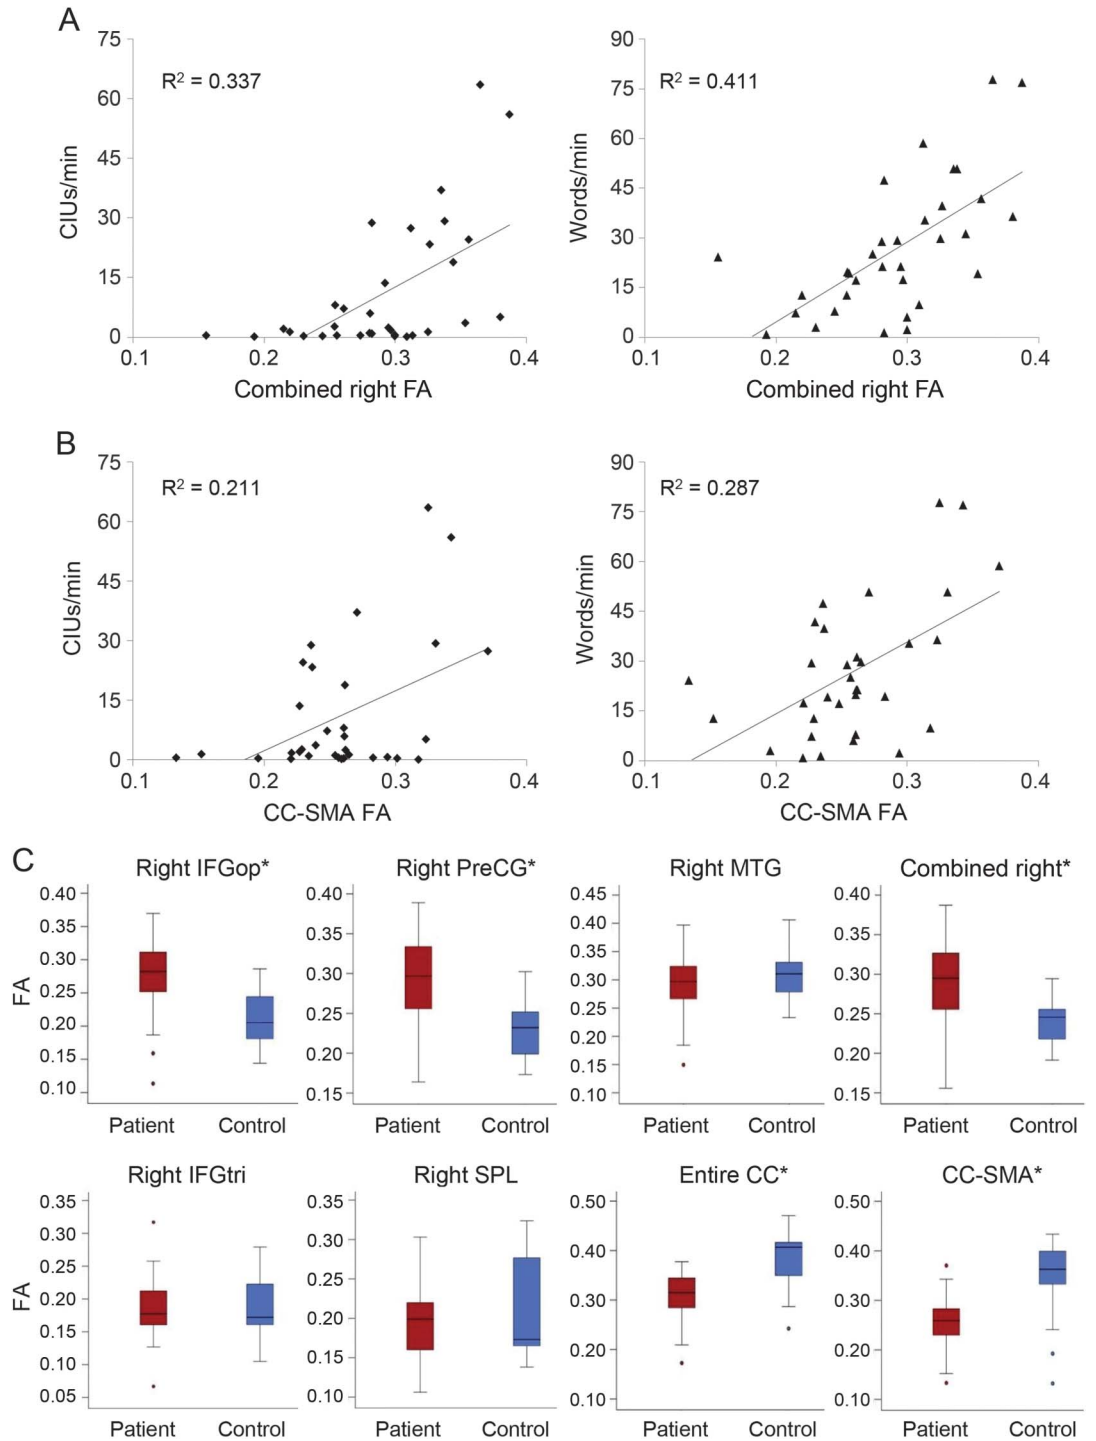 A
75
60
45
30
15
0
CIUs/min
R² = 0.337
0.1 0.2 0.3 0.4
Combined right FA
90
75
60
45
30
15
0
Words/min
R² = 0.411
0.1 0.2 0.3 0.4
Combined right FA
B
75
60
45
30
15
0
CIUs/min
R² = 0.211
0.1 0.2 0.3 0.4
CC-SMA FA
90
75
60
45
30
15
0
Words/min
R² = 0.287
0.1 0.2 0.3 0.4
CC-SMA FA
C
Right IFGop*
FA
0.40
0.35
0.30
0.25
0.20
0.15
0.10
Patient Control
Right PreCG*
0.40
0.35
0.30
0.25
0.20
0.15
Patient Control
Right MTG
0.45
0.40
0.35
0.30
0.25
0.20
0.15
0.10
Patient Control
Combined right*
0.40
0.35
0.30
0.25
0.20
0.15
Patient Control
Right IFGtri
FA
0.35
0.30
0.25
0.20
0.15
0.10
0.05
Patient Control
Right SPL
0.35
0.30
0.25
0.20
0.15
0.10
Patient Control
Entire CC*
0.50
0.40
0.30
0.20
0.10
Patient Control
CC-SMA*
0.50
0.40
0.30
0.20
0.10
Patient Control